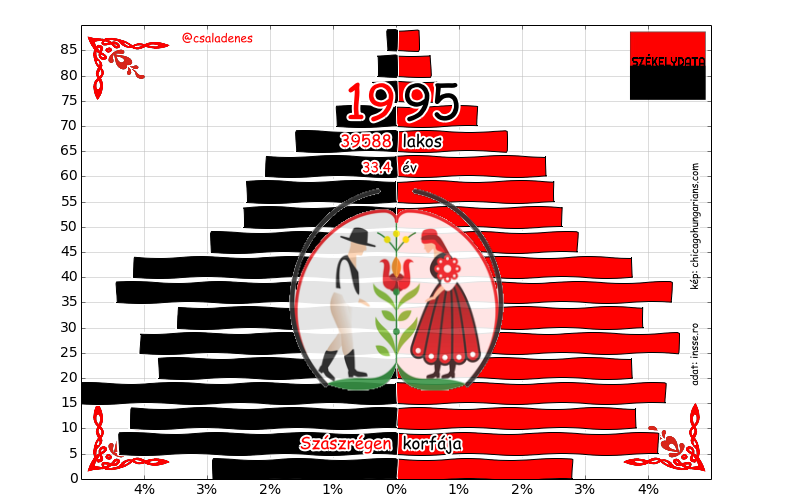 @csaladenes
SZÉKELYDATA
1995
39588 lakos
33.4 év
kép: chicagohungarians.com
adat: insse.ro
Szászrégen korfája
85
80
75
70
65
60
55
50
45
40
35
30
25
20
15
10
5
0
4% 3% 2% 1% 0% 1% 2% 3% 4%